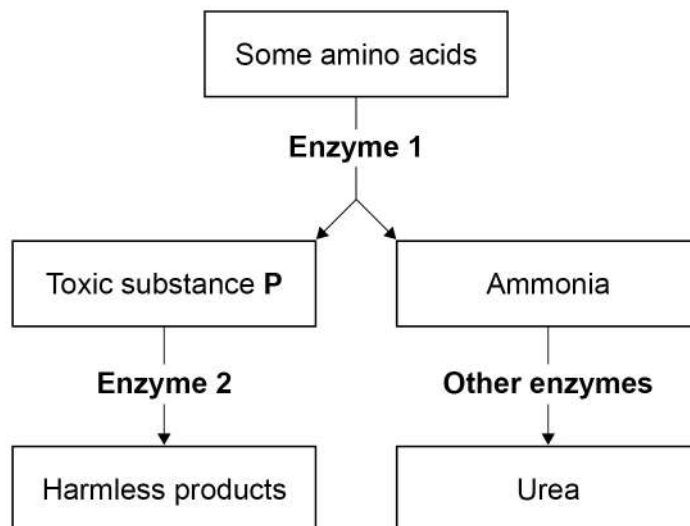 Some amino acids
Enzyme 1
Toxic substance P
Ammonia
Enzyme 2
Other enzymes
Harmless products
Urea